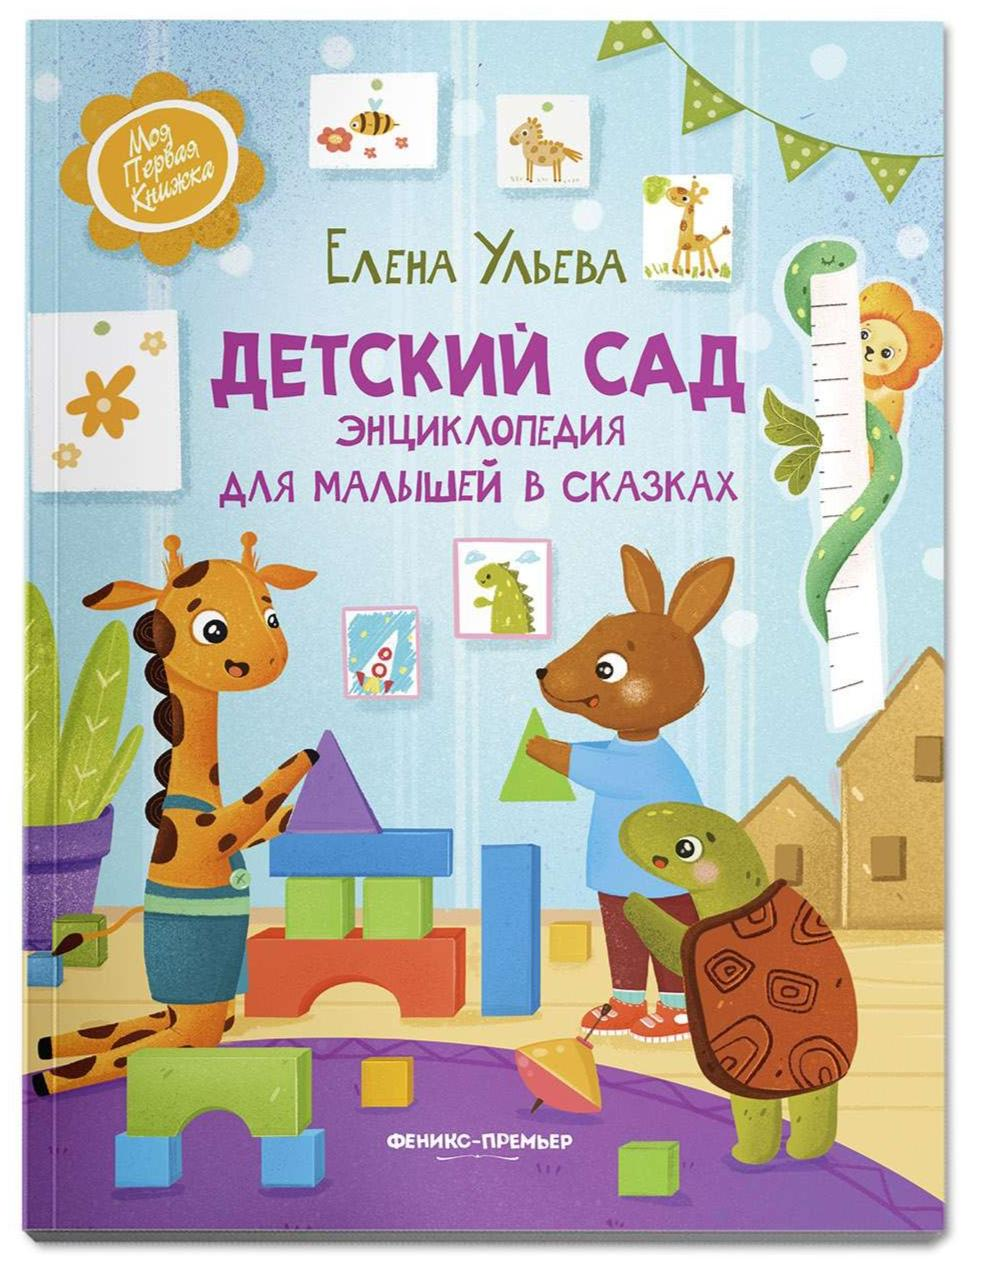 Моя
Первая
Книжка
Елена Ульева
ДЕТСКИЙ САД
ЭНЦИКЛОПЕДИЯ
ДЛЯ МАЛЫШЕЙ В СКАЗКАХ
ФЕНИКС-ПРЕМЬЕР